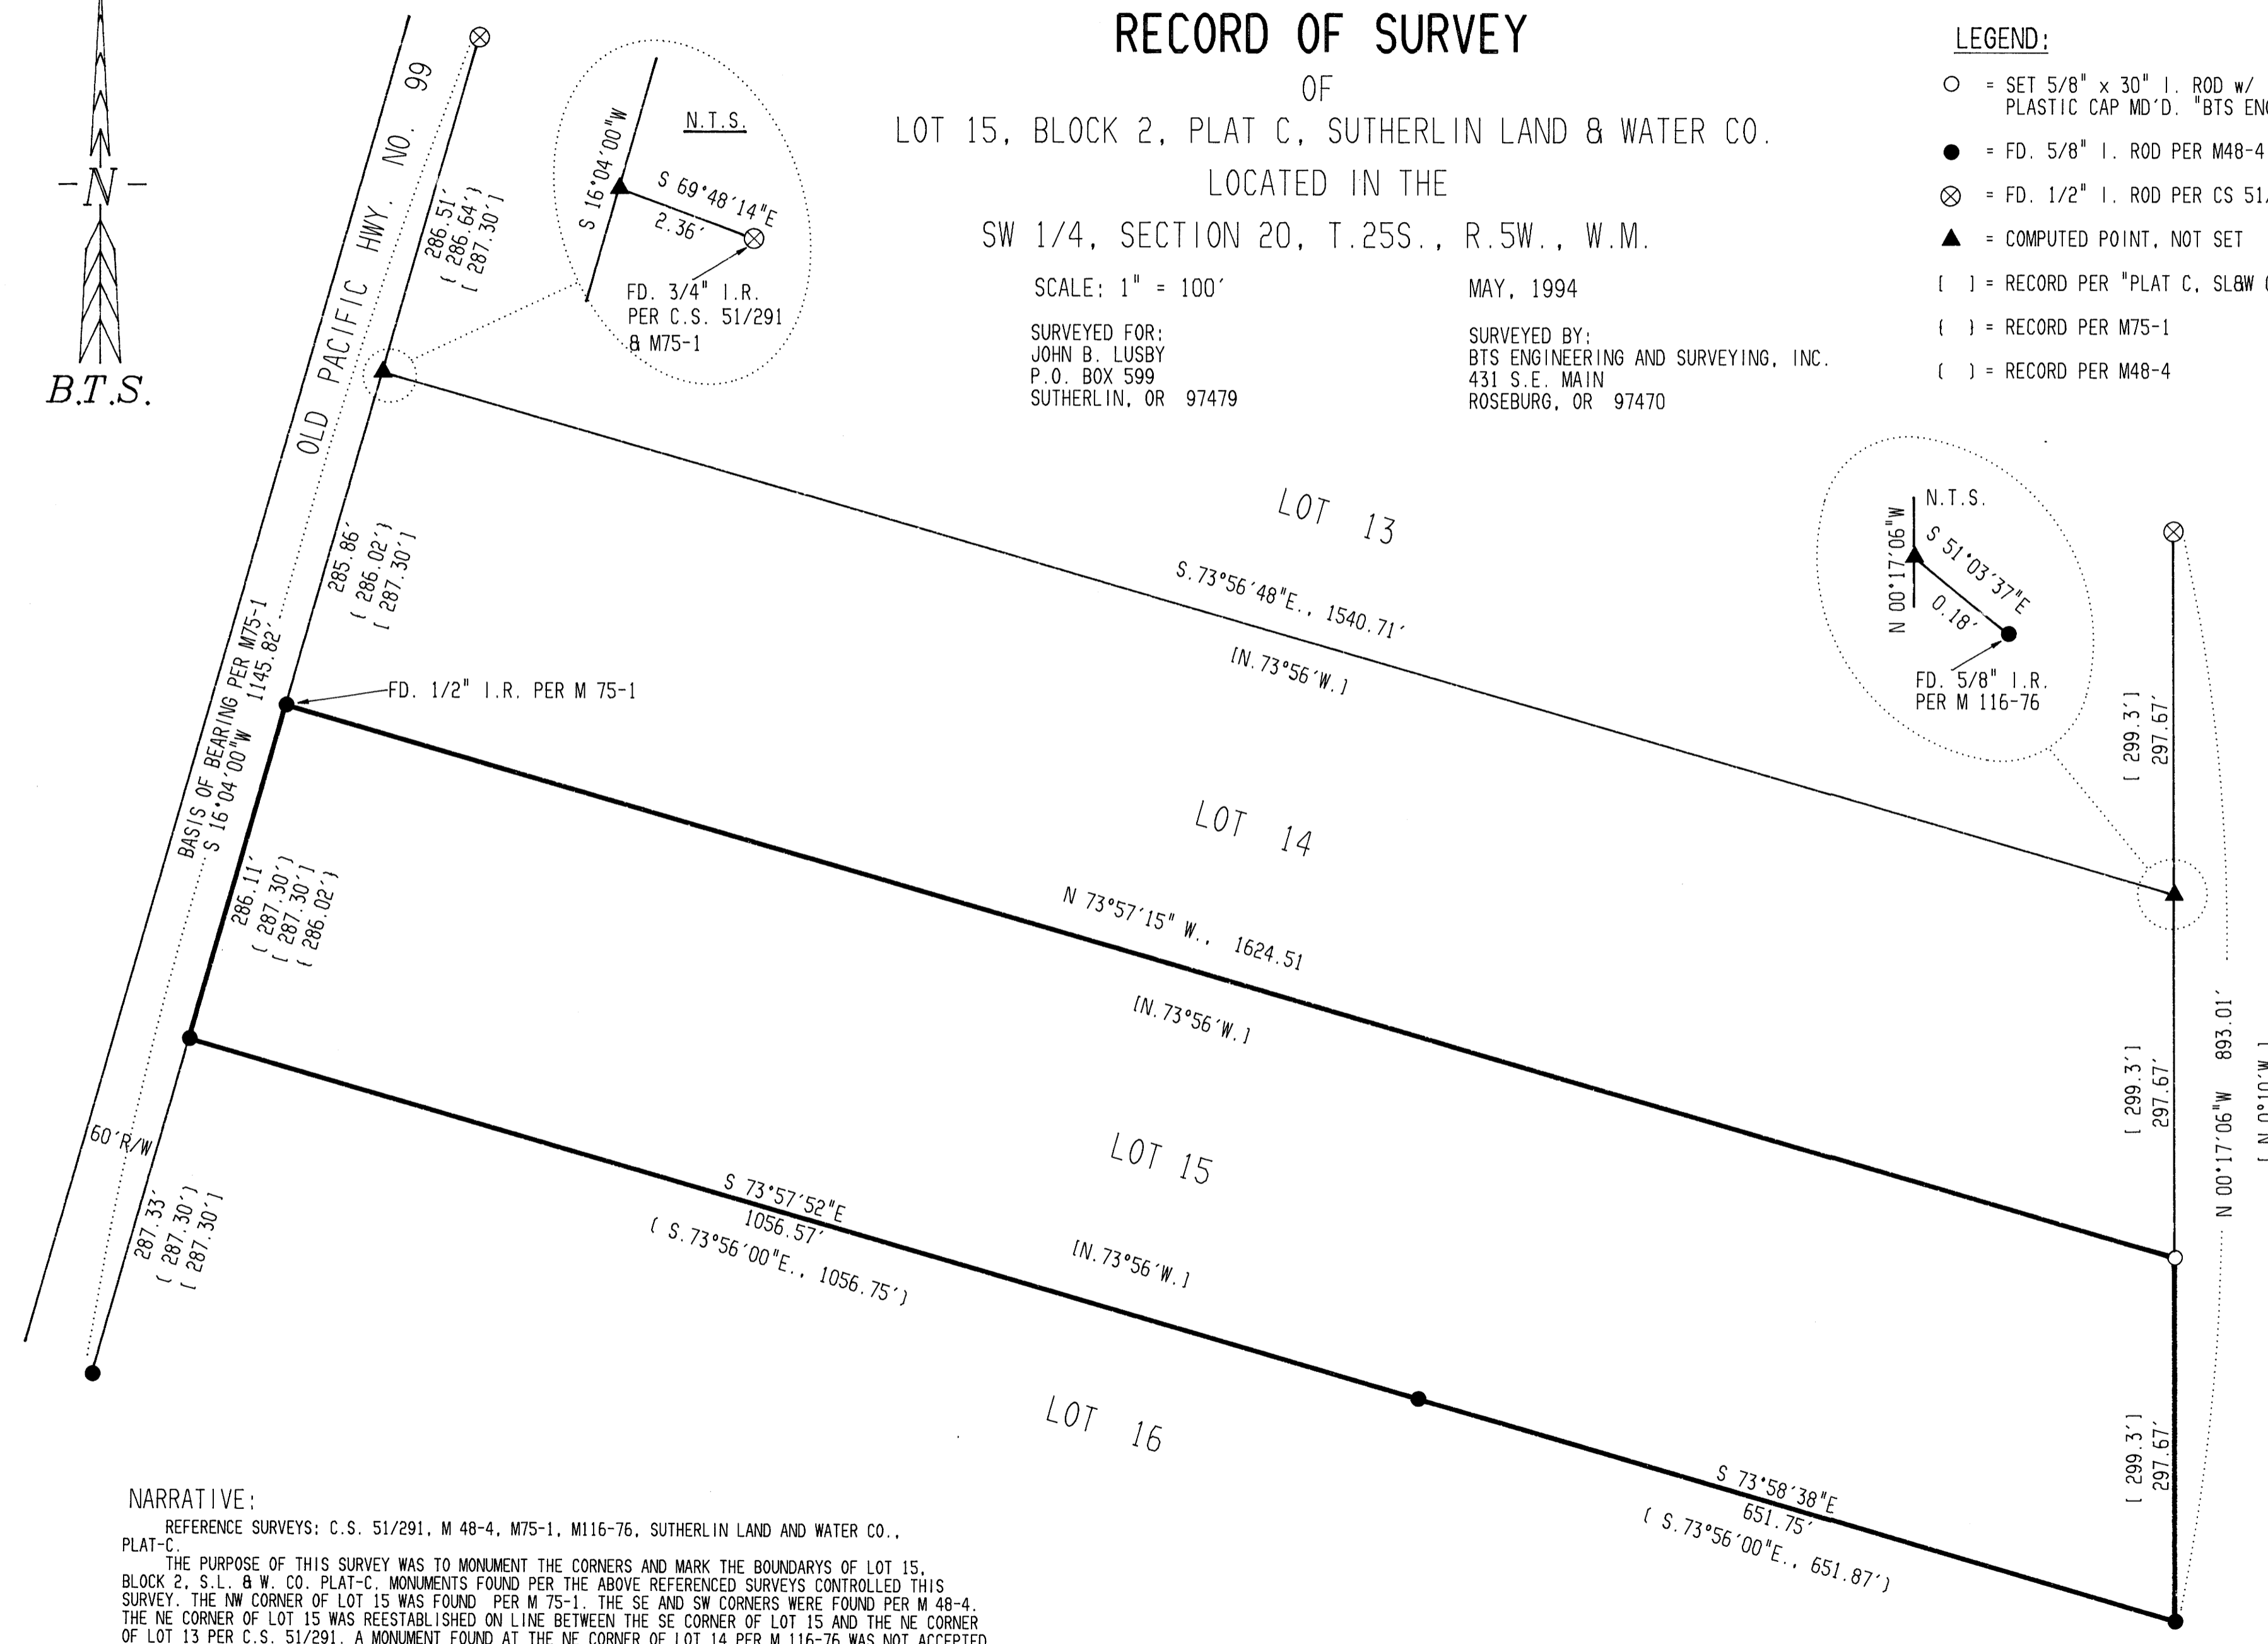 RECORD OF SURVEY
OF
LOT 15, BLOCK 2, PLAT C, SUTHERLIN LAND & WATER CO.
LOCATED IN THE
SW 1/4, SECTION 20, T.25S., R.5W., W.M.
SCALE: 1" = 100'
MAY, 1994
SURVEYED FOR:
JOHN B. LUSBY
P.O. BOX 599
SUTHERLIN, OR 97479
SURVEYED BY:
BTS ENGINEERING AND SURVEYING, INC.
431 S.E. MAIN
ROSEBURG, OR 97470
LEGEND:
= SET 5/8" x 30" I. ROD w/
PLASTIC CAP MD'D. "BTS
= FD. 5/8" I. ROD PER M48-4
= FD. 1/2" I. ROD PER CS
= COMPUTED POINT, NOT SET
[ ] = RECORD PER "PLAT C, SL&W
{ } = RECORD PER M75-1
( ) = RECORD PER M48-4
-N-
B.T.S.
OLD PACIFIC HWY. NO. 99
286.51'
{ 286.64'}
[ 287.30']
N.T.S.
S 16°04'00"W
S 69°48'14"E
2.36'
FD. 3/4" I.R.
PER C.S. 51/291
& M75-1
285.86'
{ 286.02'}
[ 287.30']
BASIS OF BEARING PER M75-1
S 16°04'00"W 1145.82'
FD. 1/2" I.R. PER M 75-1
LOT 13
S.73°56'48"E., 1540.71'
[N.73°56'W.]
N.T.S.
N 00°17'06"W
S 51°03'37"E
0.18'
FD. 5/8" I.R.
PER M 116-76
[ 299.3']
297.67'
LOT 14
N 73°57'15" W., 1624.51
[N.73°56'W.]
286.11'
( 287.30')
[ 287.30']
{ 286.02'}
[ 299.3']
297.67'
N 00°17'06"W 893.01'
[ N 0°10'W ]
LOT 15
60'R/W
S 73°57'52"E
1056.57'
( S.73°56'00"E., 1056.75')
[N.73°56'W.]
287.33'
( 287.30')
[ 287.30']
LOT 16
[ 299.3']
297.67'
S 73°58'38"E
651.75'
( S.73°56'00"E., 651.87')
NARRATIVE:
REFERENCE SURVEYS: C.S. 51/291, M 48-4, M75-1, M116-76, SUTHERLIN LAND AND WATER CO.,
PLAT-C.
THE PURPOSE OF THIS SURVEY WAS TO MONUMENT THE CORNERS AND MARK THE BOUNDARYS OF LOT 15,
BLOCK 2, S.L. & W. CO. PLAT-C. MONUMENTS FOUND PER THE ABOVE REFERENCED SURVEYS CONTROLLED THIS
SURVEY. THE NW CORNER OF LOT 15 WAS FOUND PER M 75-1. THE SE AND SW CORNERS WERE FOUND PER M 48-4.
THE NE CORNER OF LOT 15 WAS REESTABLISHED ON LINE BETWEEN THE SE CORNER OF LOT 15 AND THE NE CORNER
OF LOT 13 PER C.S. 51/291. A MONUMENT FOUND AT THE NE CORNER OF LOT 14 PER M 116-76 WAS NOT ACCEPTED